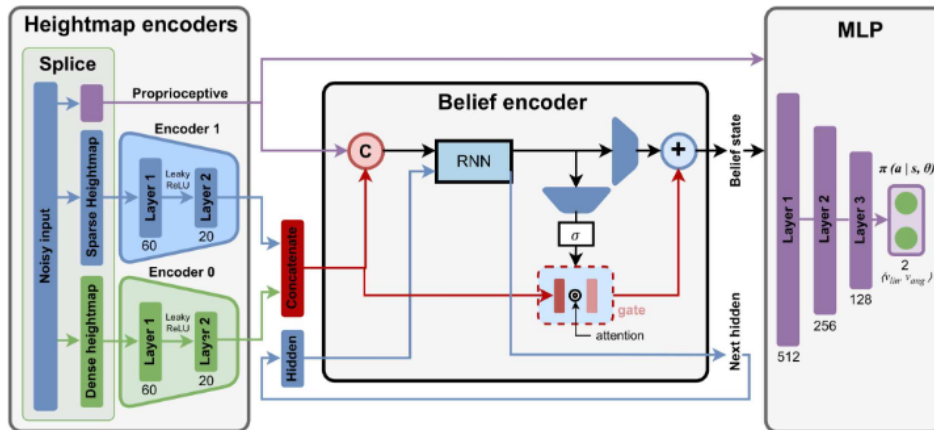 Heightmap encoders
Splice
Noisy input
Proprioceptive
Sparse Heightmap
Encoder 1
Layer 1
Leaky
ReLU
Layer 2
60
20
Dense heightmap
Encoder 0
Layer 1
Leaky
ReLU
Layer 2
60
20
Concatenate
Hidden
Belief encoder
C
RNN
+
σ
gate
attention
Belief state
Next hidden
MLP
Layer 1
512
Layer 2
256
Layer 3
128
π (a | s, θ)
2
(v_lin v_ang)